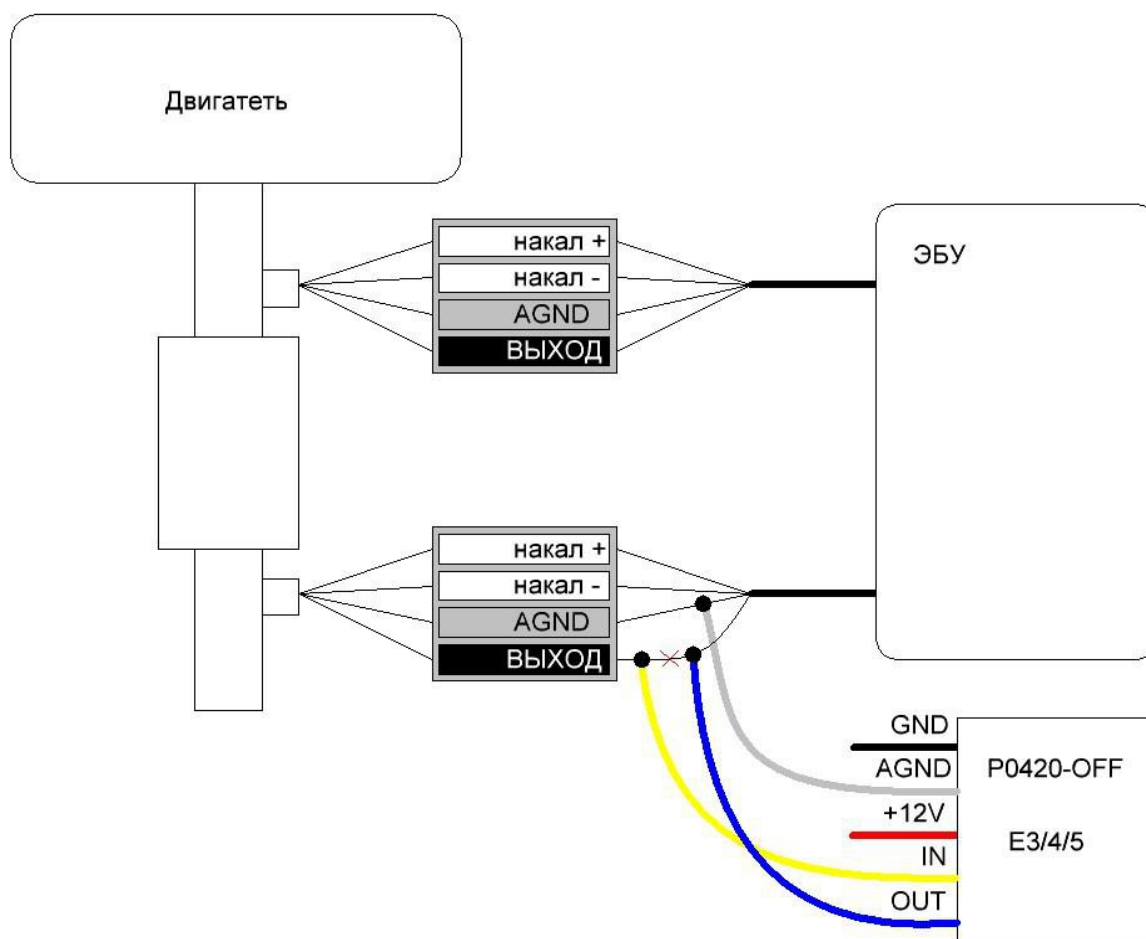 Двигатеть
накал +
накал -
AGND
ВЫХОД
ЭБУ
накал +
накал -
AGND
ВЫХОД
GND
AGND
+12V
IN
OUT
P0420-OFF
E3/4/5